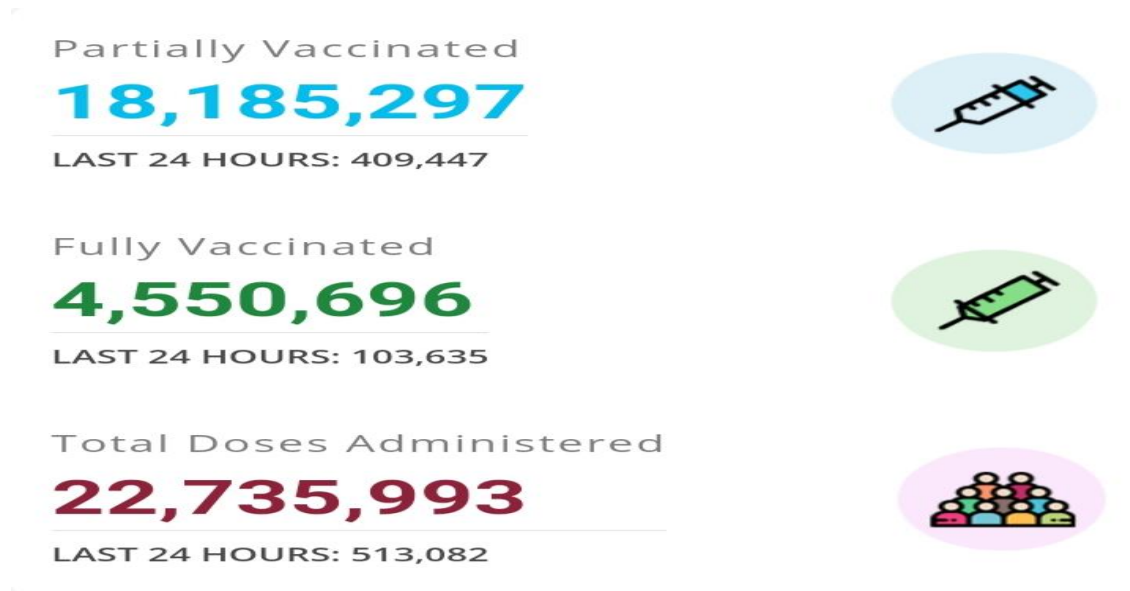 Partially Vaccinated
18,185,297
LAST 24 HOURS: 409,447
Fully Vaccinated
4,550,696
LAST 24 HOURS: 103,635
Total Doses Administered
22,735,993
LAST 24 HOURS: 513,082